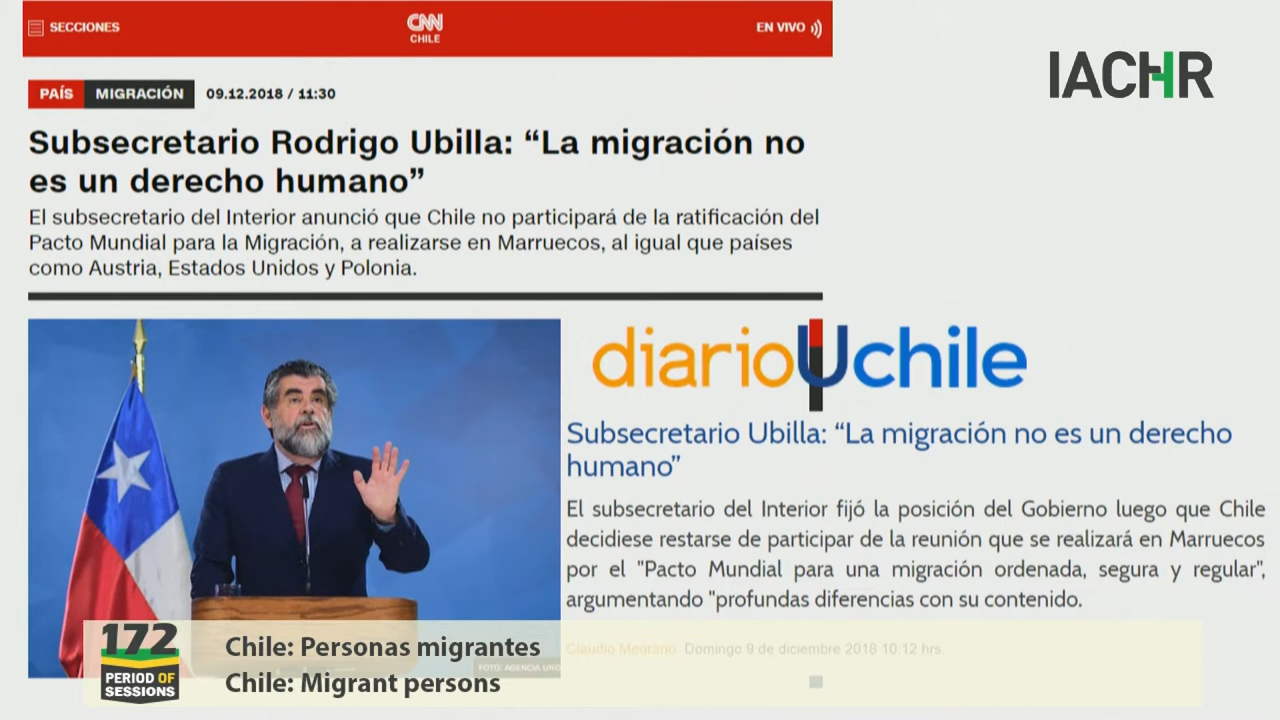 SECCIONES
CNN
CHILE
EN VIVO
IACHR
PAÍS MIGRACIÓN 09.12.2018 / 11:30
Subsecretario Rodrigo Ubilla: “La migración no
es un derecho humano”
El subsecretario del Interior anunció que Chile no participará de la ratificación del
Pacto Mundial para la Migración, a realizarse en Marruecos, al igual que países
como Austria, Estados Unidos y Polonia.
diarioUchile
Subsecretario Ubilla: “La migración no es un derecho
humano”
El subsecretario del Interior fijó la posición del Gobierno luego que Chile
decidiese restarse de participar de la reunión que se realizará en Marruecos
por el "Pacto Mundial para una migración ordenada, segura y regular",
argumentando "profundas diferencias con su contenido.
Claudio Medrano Domingo 9 de diciembre 2018 10:12 hrs.
FOTO: AGENCIA UNO
172
PERIOD OF
SESSIONS
Chile: Personas migrantes
Chile: Migrant persons